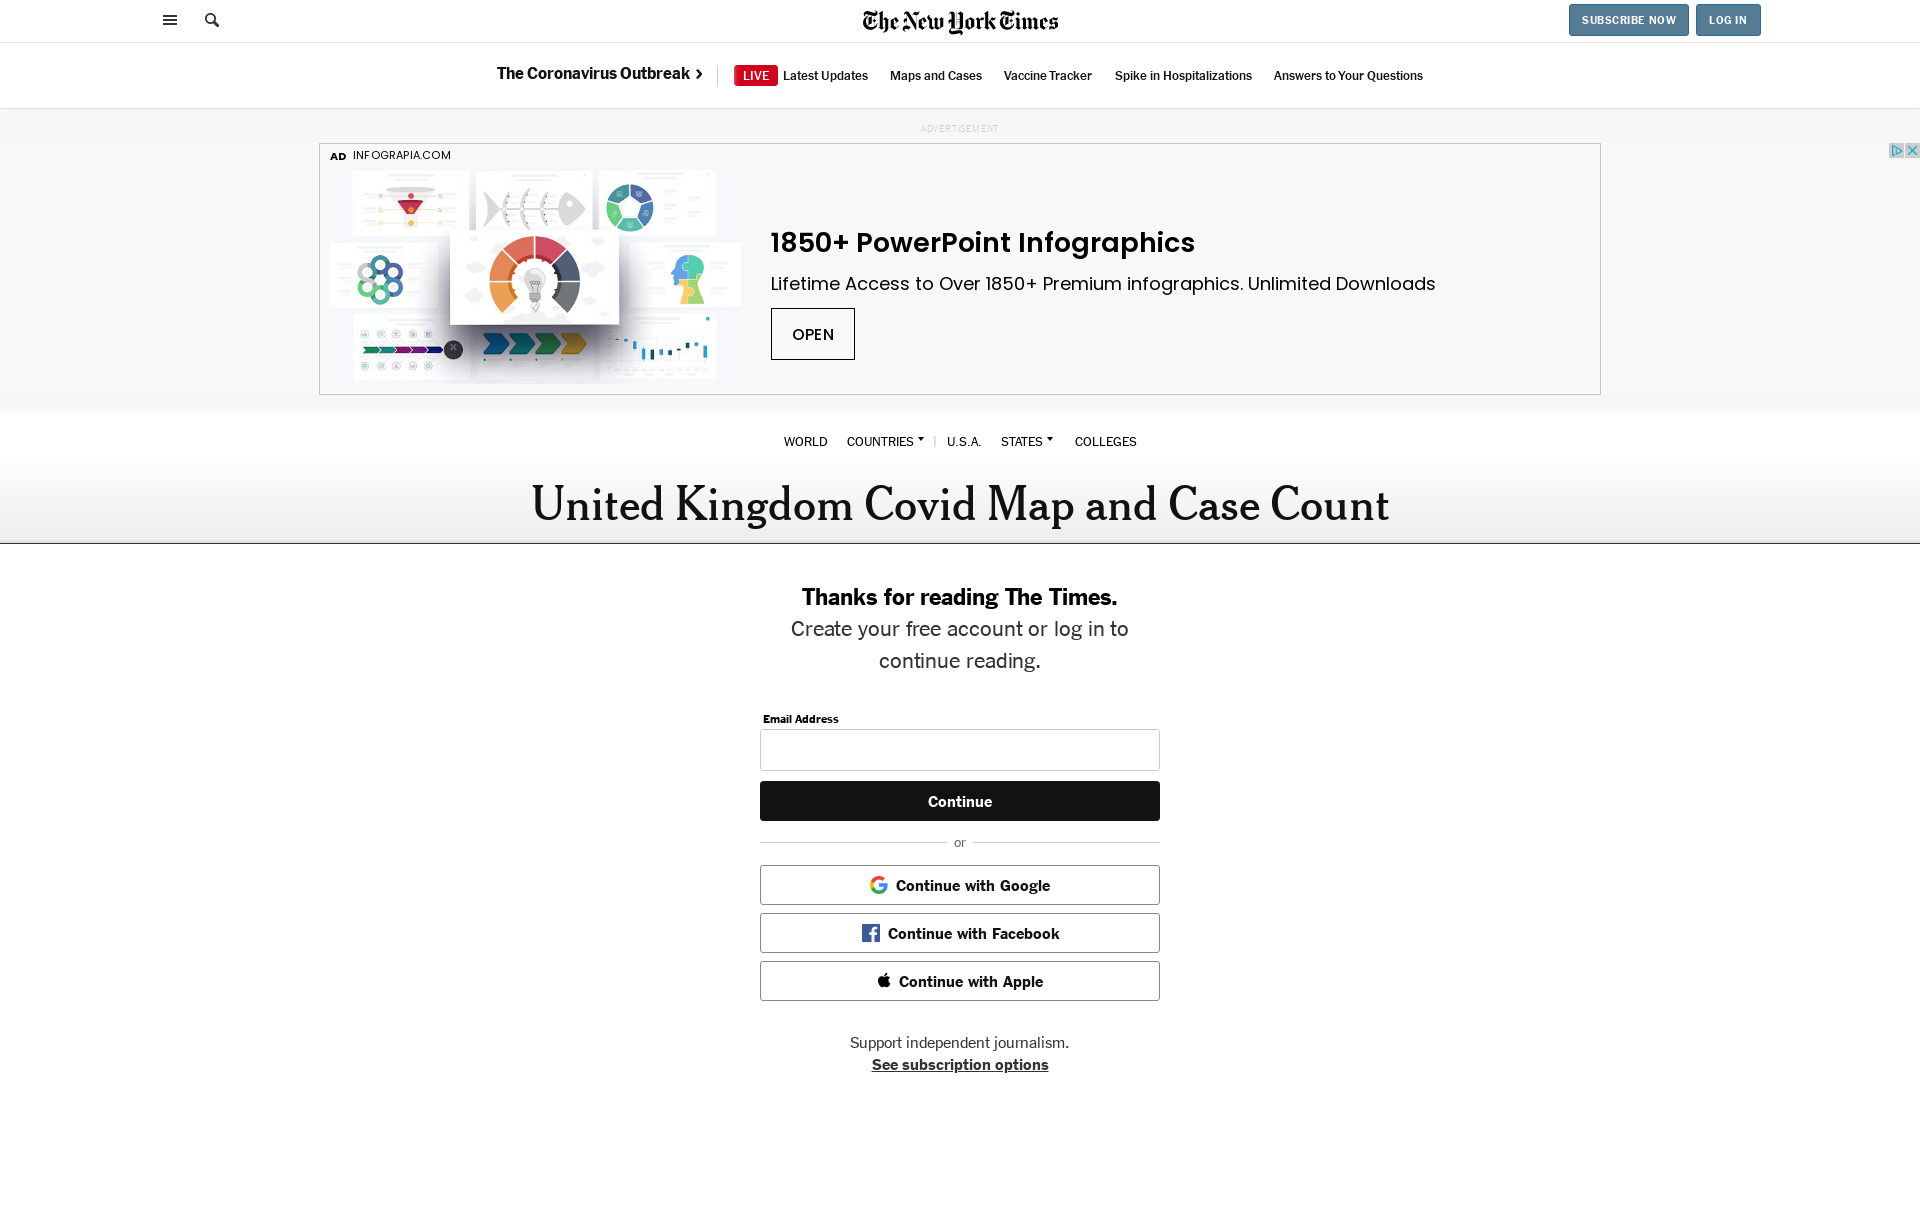 The New York Times
SUBSCRIBE NOW
LOG IN
The Coronavirus Outbreak
LIVE Latest Updates
Maps and Cases
Vaccine Tracker
Spike in Hospitalizations
Answers to Your Questions
ADVERTISEMENT
AD INFOGRAPIA.COM
1850+ PowerPoint Infographics
Lifetime Access to Over 1850+ Premium infographics. Unlimited Downloads
OPEN
WORLD
COUNTRIES
U.S.A.
STATES
COLLEGES
United Kingdom Covid Map and Case Count
Thanks for reading The Times.
Create your free account or log in to
continue reading.
Email Address
Continue
or
Continue with Google
Continue with Facebook
Continue with Apple
Support independent journalism.
See subscription options